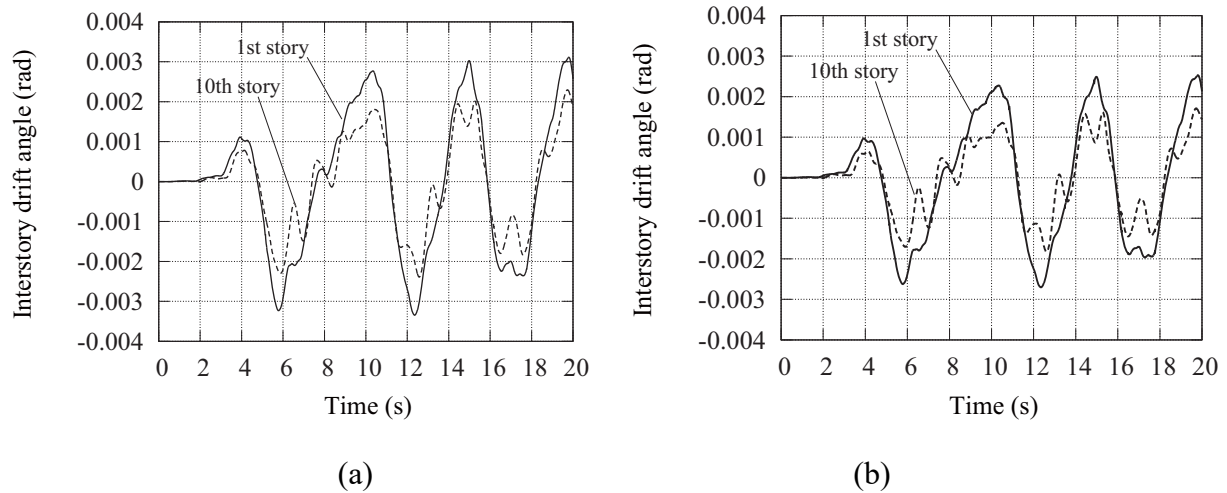 0.004
0.003
0.002
0.001
0
-0.001
-0.002
-0.003
-0.004
Interstory drift angle (rad)
1st story
10th story
0 2 4 6 8 10 12 14 16 18 20
Time (s)
(a)
0.004
0.003
0.002
0.001
0
-0.001
-0.002
-0.003
-0.004
Interstory drift angle (rad)
1st story
10th story
0 2 4 6 8 10 12 14 16 18 20
Time (s)
(b)